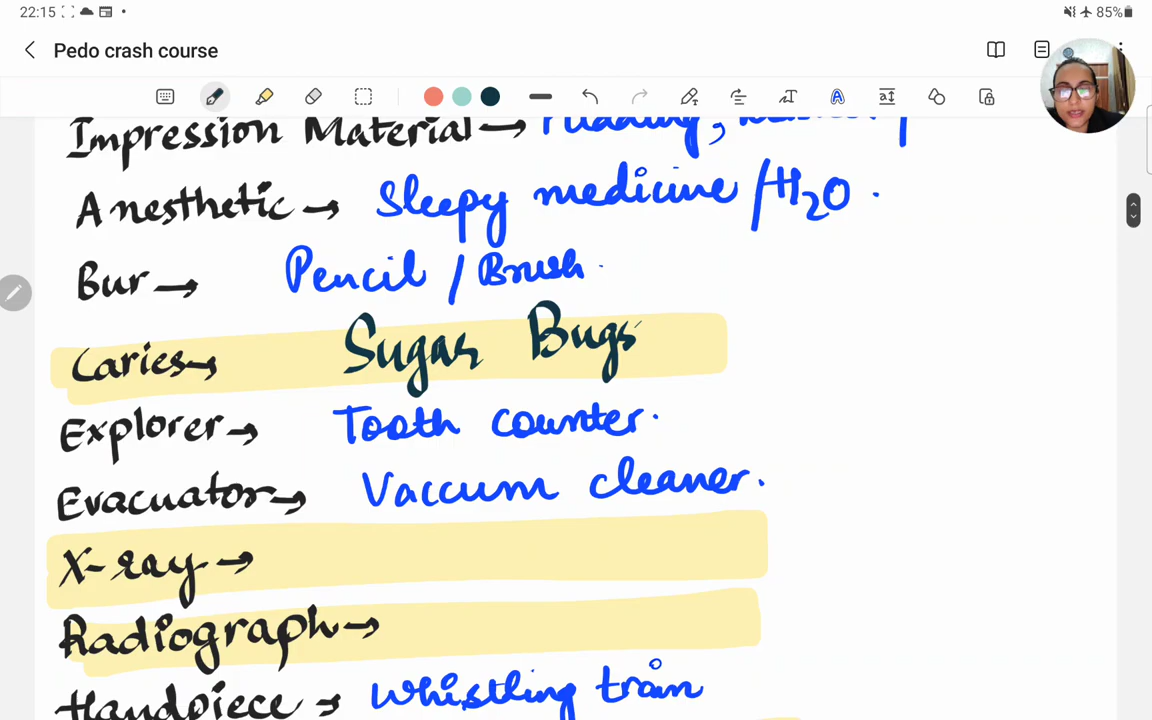 22:15 85%
Pedo crash course
Impression Material → Pudding,
Anesthetic → Sleepy medicine / H2O .
Bur → Pencil / Brush .
Caries → Sugar Bugs
Explorer → Tooth counter .
Evacuator → Vaccum cleaner .
X-ray →
Radiograph →
Handpiece → Whistling train